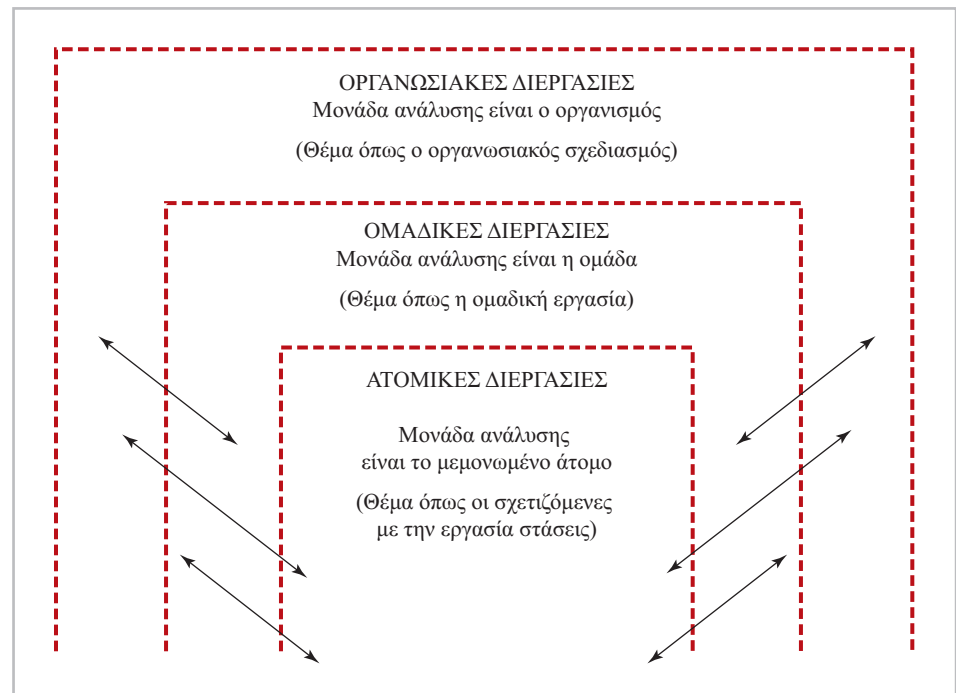 ΟΡΓΑΝΩΣΙΑΚΕΣ ΔΙΕΡΓΑΣΙΕΣ
Μονάδα ανάλυσης είναι ο οργανισμός
(Θέμα όπως ο οργανωσιακός σχεδιασμός)
ΟΜΑΔΙΚΕΣ ΔΙΕΡΓΑΣΙΕΣ
Μονάδα ανάλυσης είναι η ομάδα
(Θέμα όπως η ομαδική εργασία)
ΑΤΟΜΙΚΕΣ ΔΙΕΡΓΑΣΙΕΣ
Μονάδα ανάλυσης
είναι το μεμονωμένο άτομο
(Θέμα όπως οι σχετιζόμενες
με την εργασία στάσεις)